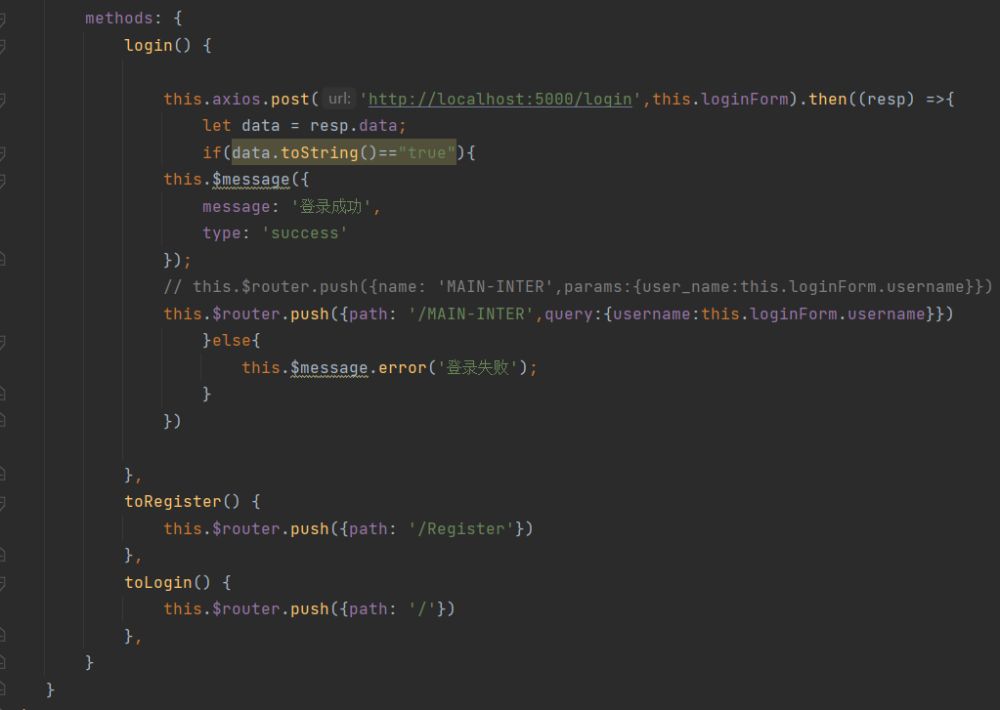 methods: {
login() {
this.axios.post( url: 'http://localhost:5000/login',this.loginForm).then((resp) =>{
let data = resp.data;
if(data.toString()=="true"){
this.$message({
message: '登录成功',
type: 'success'
});
// this.$router.push({name: 'MAIN-INTER',params:{user_name:this.loginForm.username}})
this.$router.push({path: '/MAIN-INTER',query:{username:this.loginForm.username}})
}else{
this.$message.error('登录失败');
}
})
},
toRegister() {
this.$router.push({path: '/Register'})
},
toLogin() {
this.$router.push({path: '/'})
},
}
}